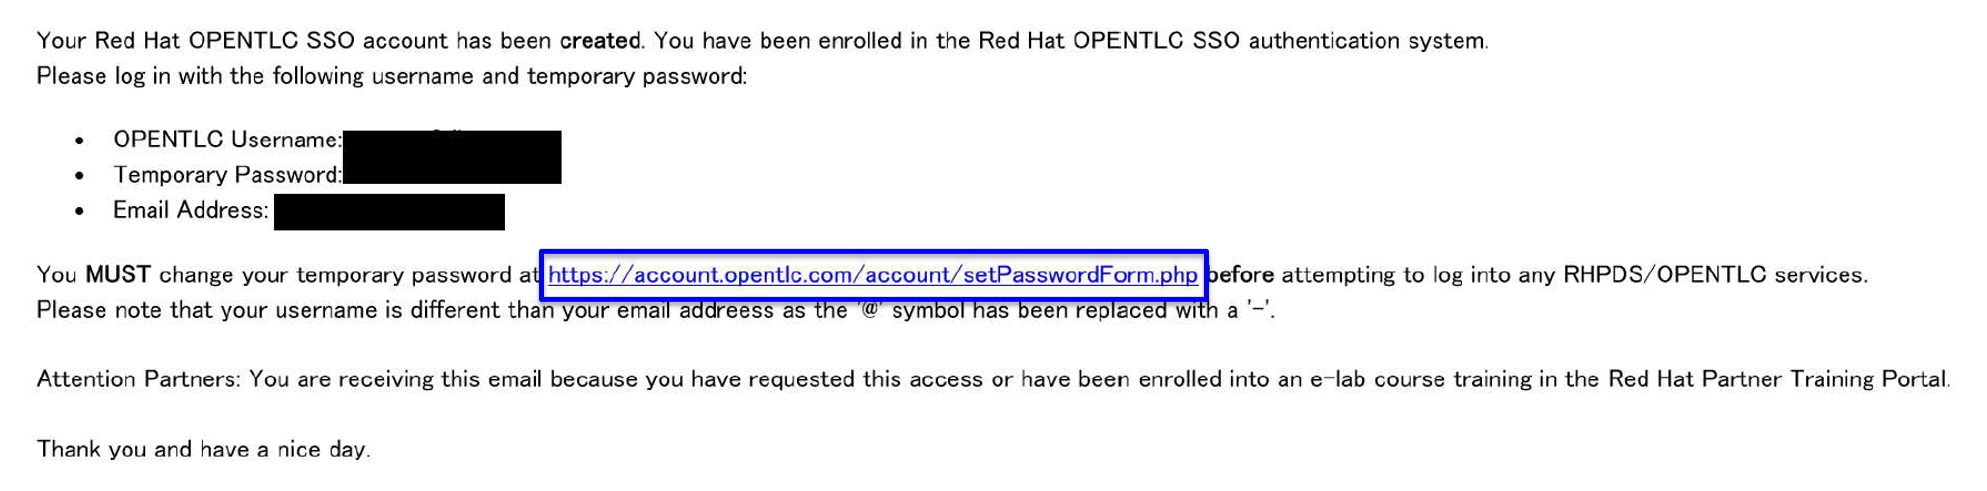 Your Red Hat OPENTLC SSO account has been created. You have been enrolled in the Red Hat OPENTLC SSO authentication system.
Please log in with the following username and temporary password:
• OPENTLC Username:
• Temporary Password:
• Email Address:
You MUST change your temporary password at https://account.opentlc.com/account/setPasswordForm.php before attempting to log into any RHPDS/OPENTLC services.
Please note that your username is different than your email addreess as the '@' symbol has been replaced with a '-'.
Attention Partners: You are receiving this email because you have requested this access or have been enrolled into an e-lab course training in the Red Hat Partner Training Portal.
Thank you and have a nice day.